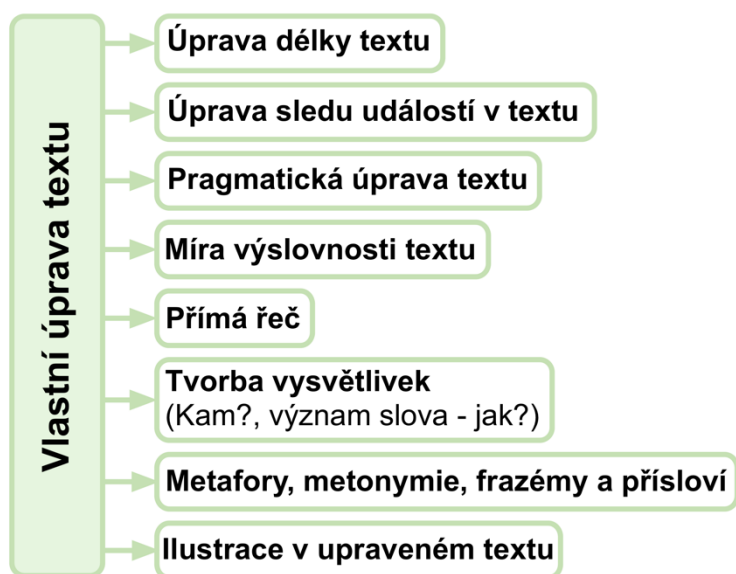 Vlastní úprava textu
Úprava délky textu
Úprava sledu událostí v textu
Pragmatická úprava textu
Míra výslovnosti textu
Přímá řeč
Tvorba vysvětlivek
(Kam?, význam slova - jak?)
Metafory, metonymie, frazémy a přísloví
Ilustrace v upraveném textu